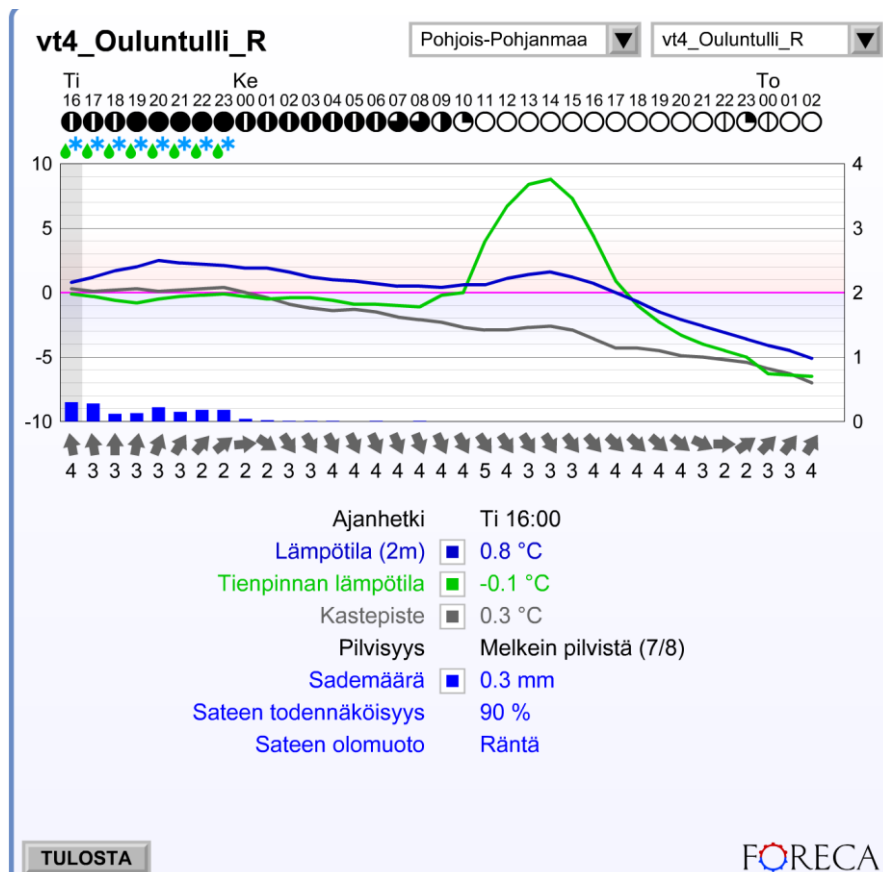 vt4_Ouluntulli_R Pohjois-Pohjanmaa vt4_Ouluntulli_R
Ti Ke To
16 17 18 19 20 21 22 23 00 01 02 03 04 05 06 07 08 09 10 11 12 13 14 15 16 17 18 19 20 21 22 23 00 01 02
10 4
5 3
0 2
-5 1
-10 0
4 3 3 3 3 3 2 2 2 2 3 3 4 4 4 4 4 4 4 5 4 3 3 3 4 4 4 4 4 3 2 2 3 3 4
Ajanhetki Ti 16:00
Lämpötila (2m) 0.8 °C
Tienpinnan lämpötila -0.1 °C
Kastepiste 0.3 °C
Pilvisyys Melkein pilvistä (7/8)
Sademäärä 0.3 mm
Sateen todennäköisyys 90 %
Sateen olomuoto Räntä
TULOSTA FORECA